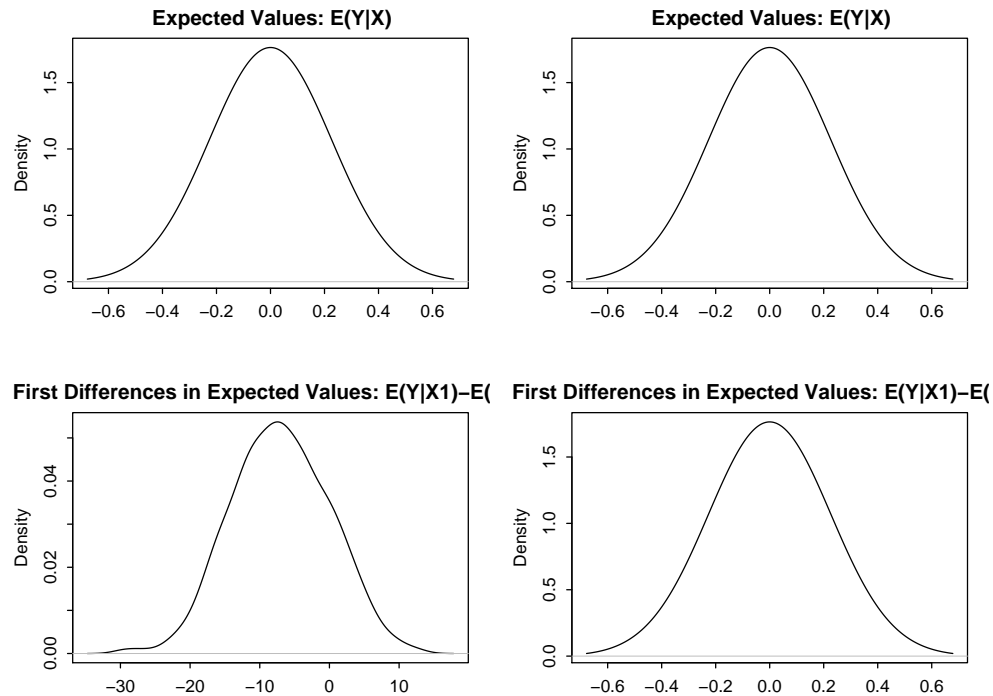 Expected Values: E(Y|X)
Density
0.0 0.5 1.0 1.5
−0.6 −0.4 −0.2 0.0 0.2 0.4 0.6
Expected Values: E(Y|X)
Density
0.0 0.5 1.0 1.5
−0.6 −0.4 −0.2 0.0 0.2 0.4 0.6
First Differences in Expected Values: E(Y|X1)−E(
Density
0.00 0.02 0.04
−30 −20 −10 0 10
First Differences in Expected Values: E(Y|X1)−E(
Density
0.0 0.5 1.0 1.5
−0.6 −0.4 −0.2 0.0 0.2 0.4 0.6